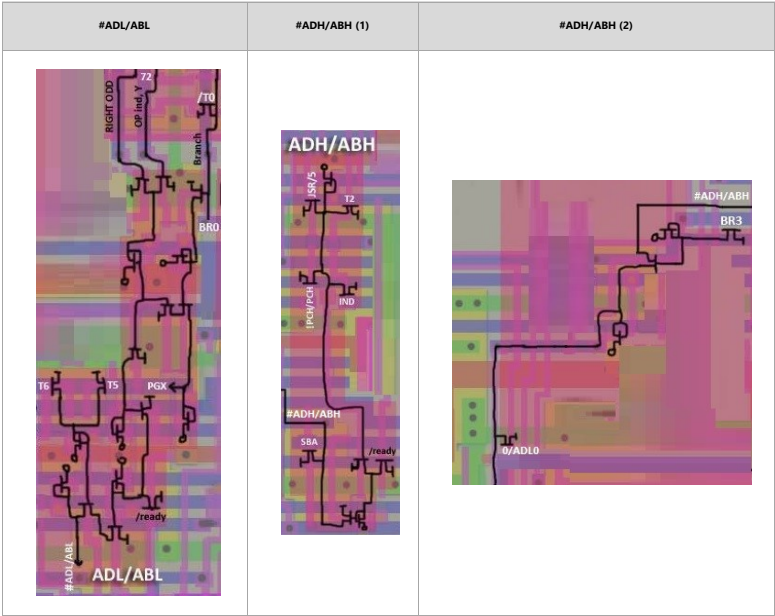 #ADL/ABL
#ADH/ABH (1)
#ADH/ABH (2)
72
/T0
RIGHT ODD
OP ind, Y
Branch
BR0
T6
T5
PGX
/ready
#ADL/ABL
ADL/ABL
ADH/ABH
JSR/5
T2
!PCH/PCH
IND
#ADH/ABH
SBA
/ready
#ADH/ABH
BR3
0/ADL0